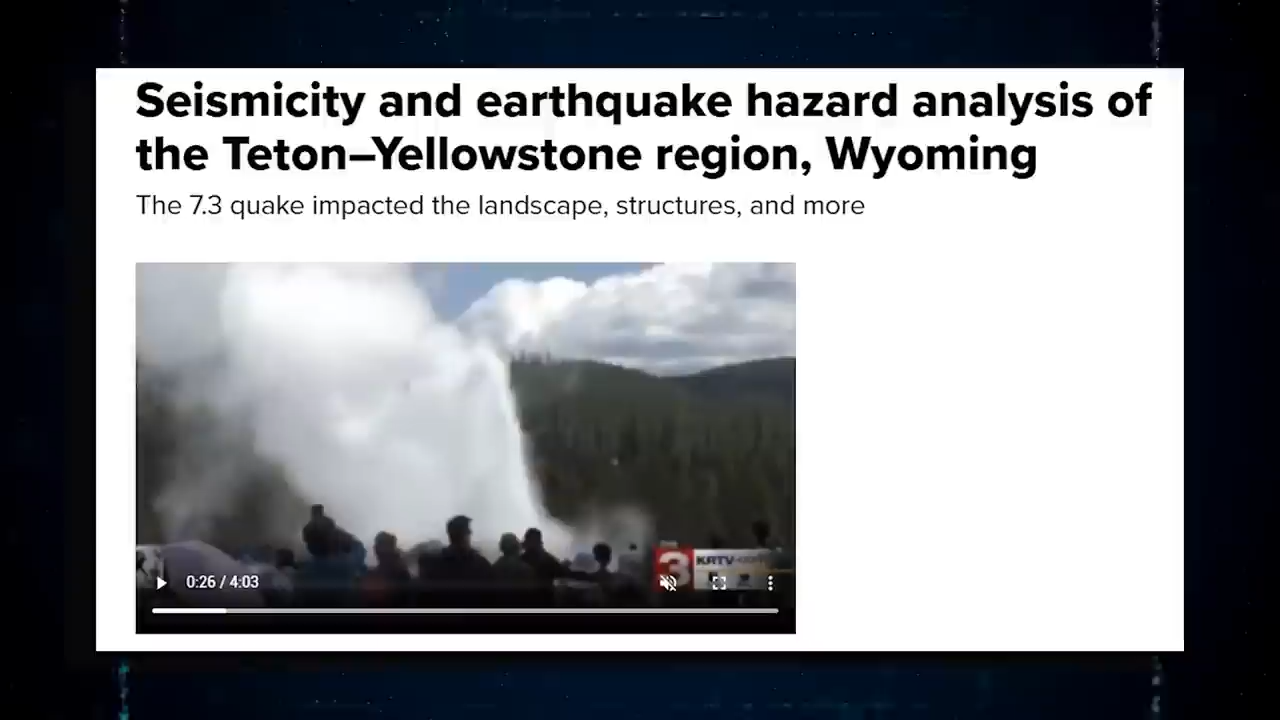 Seismicity and earthquake hazard analysis of
the Teton–Yellowstone region, Wyoming
The 7.3 quake impacted the landscape, structures, and more
3 KRTV
0:26 / 4:03